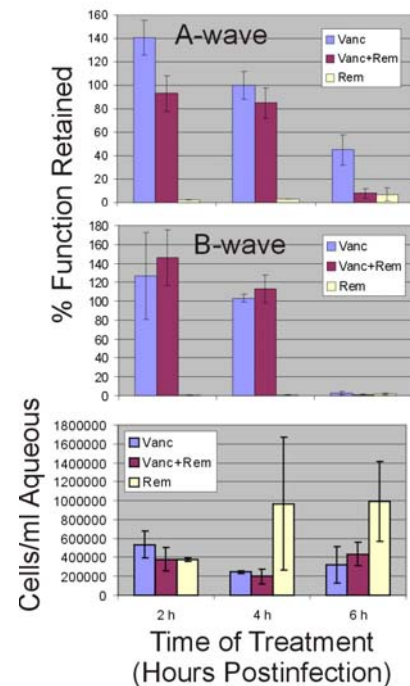 % Function Retained
A-wave
160
140
120
100
80
60
40
20
0
Vanc
Vanc+Rem
Rem
B-wave
180
160
140
120
100
80
60
40
20
0
Vanc
Vanc+Rem
Rem
Cells/ml Aqueous
1800000
1600000
1400000
1200000
1000000
800000
600000
400000
200000
0
Vanc
Vanc+Rem
Rem
2 h 4 h 6 h
Time of Treatment
(Hours Postinfection)